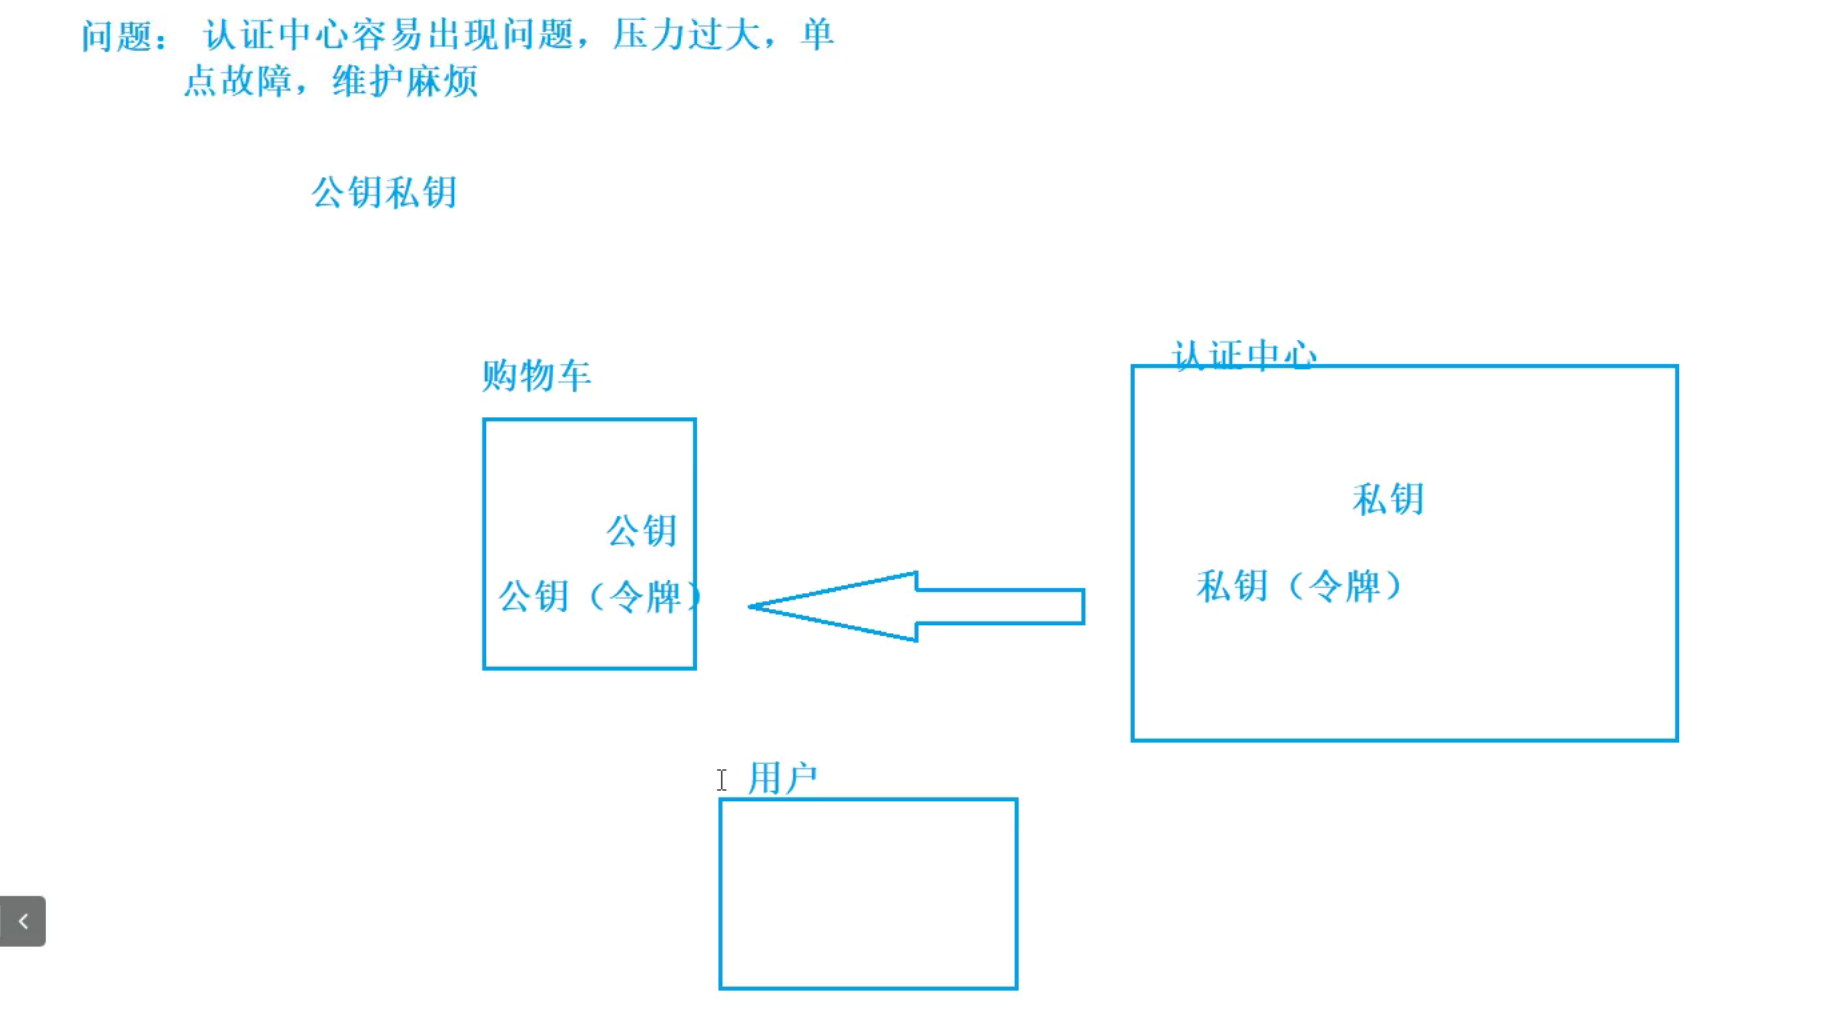 问题： 认证中心容易出现问题，压力过大，单
点故障，维护麻烦
公钥私钥
认证中心
购物车
私钥
公钥
私钥（令牌）
公钥（令牌）
用户